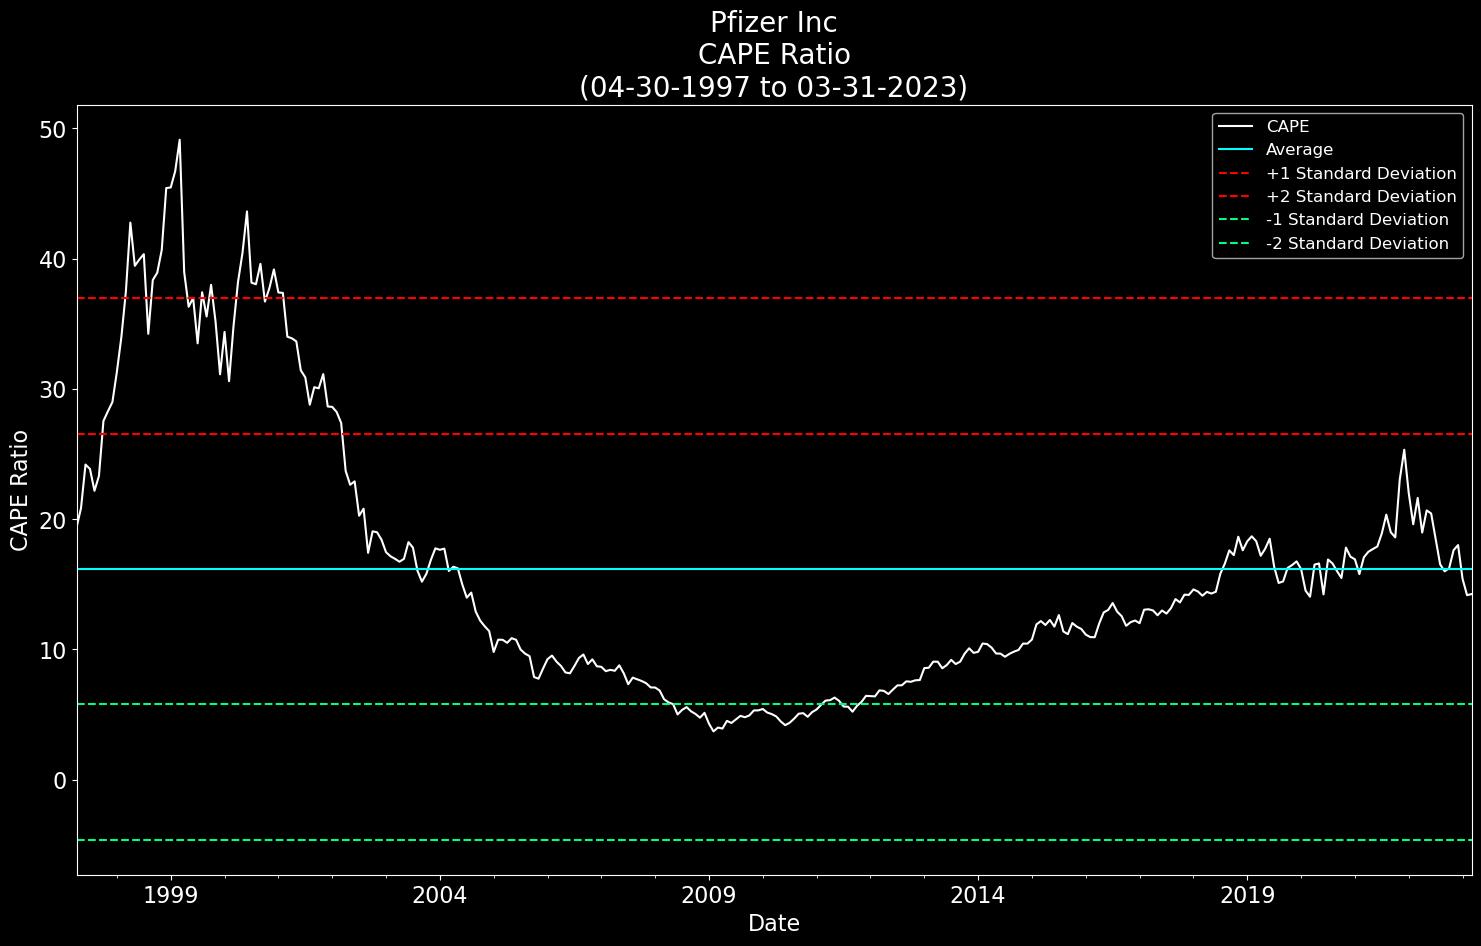 Pfizer Inc
CAPE Ratio
(04-30-1997 to 03-31-2023)
CAPE
Average
+1 Standard Deviation
+2 Standard Deviation
-1 Standard Deviation
-2 Standard Deviation
50
40
30
20
10
0
CAPE Ratio
1999 2004 2009 2014 2019
Date